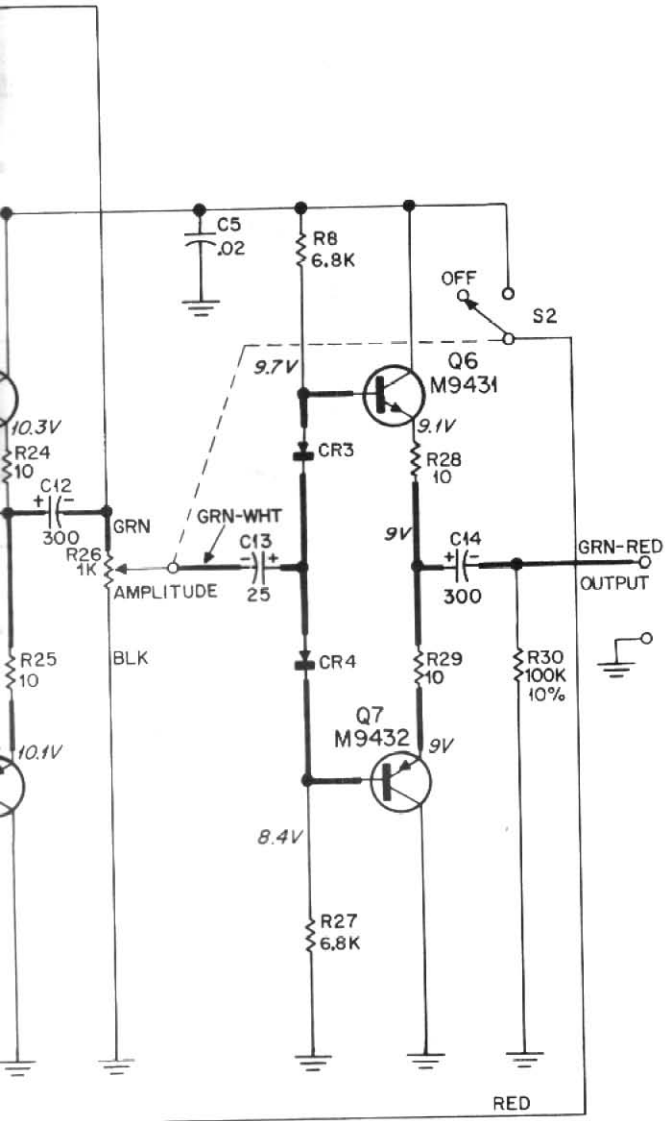 C5
.02
R8
6.8K
OFF
S2
9.7V
Q6
M9431
10.3V
9.1V
R24
10
CR3
R28
10
C12
+ -
300
GRN
GRN-WHT
C13
- +
25
9V
C14
+ -
300
GRN-RED
OUTPUT
R26
1K
AMPLITUDE
R25
10
BLK
CR4
R29
10
R30
100K
10%
Q7
M9432
10.1V
9V
8.4V
R27
6.8K
RED